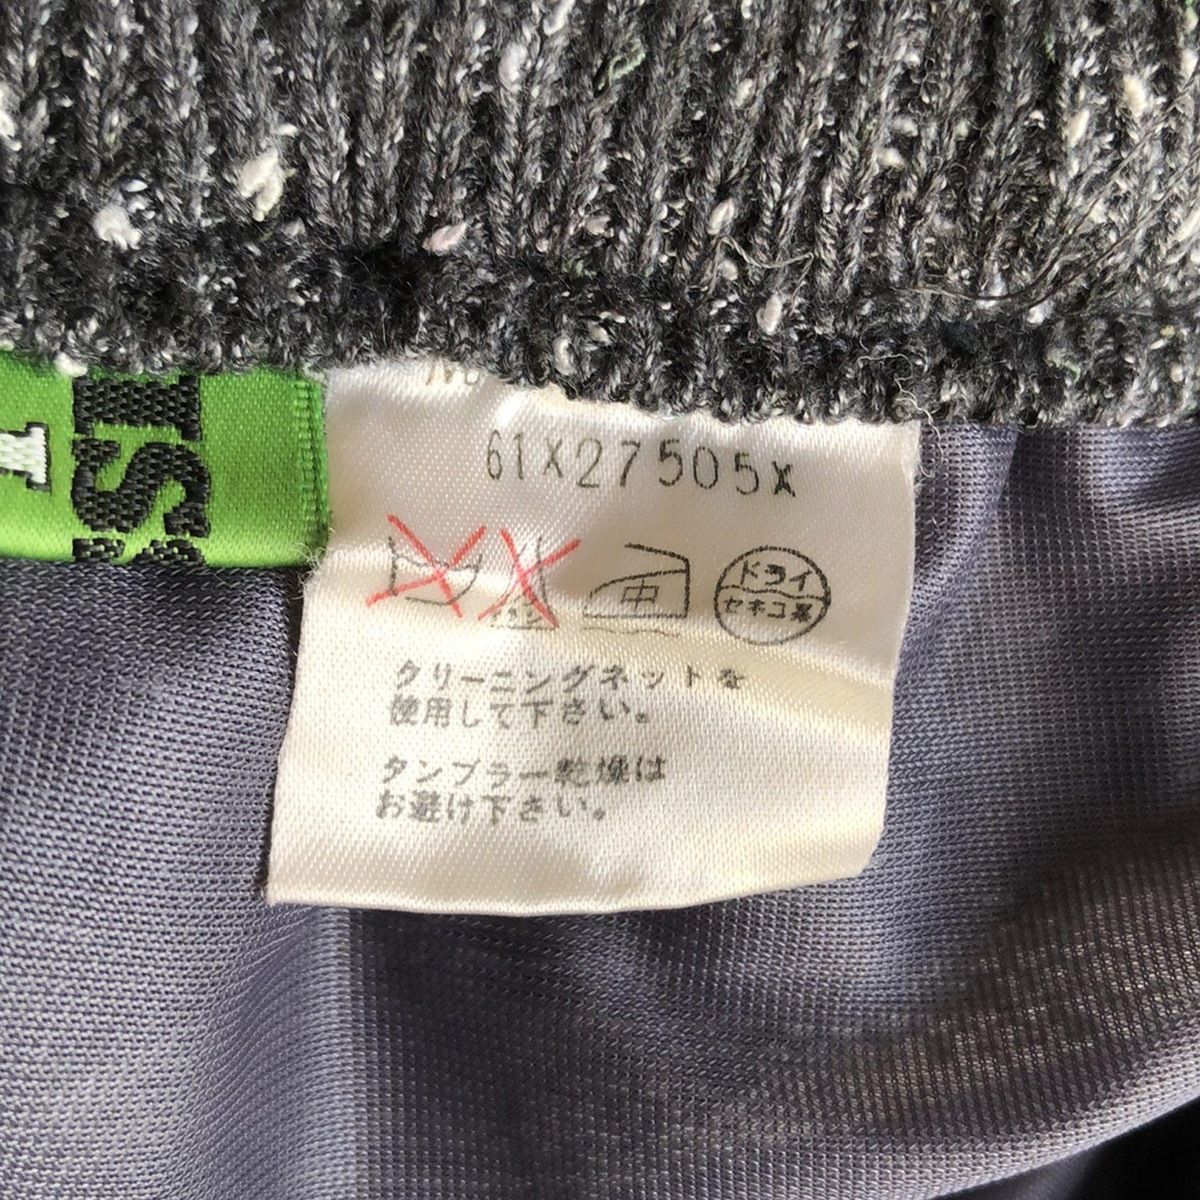 61X27505X
中
ドライ
セキユ系
クリーニングネットを
使用して下さい。
タンブラー乾燥は
お避け下さい。